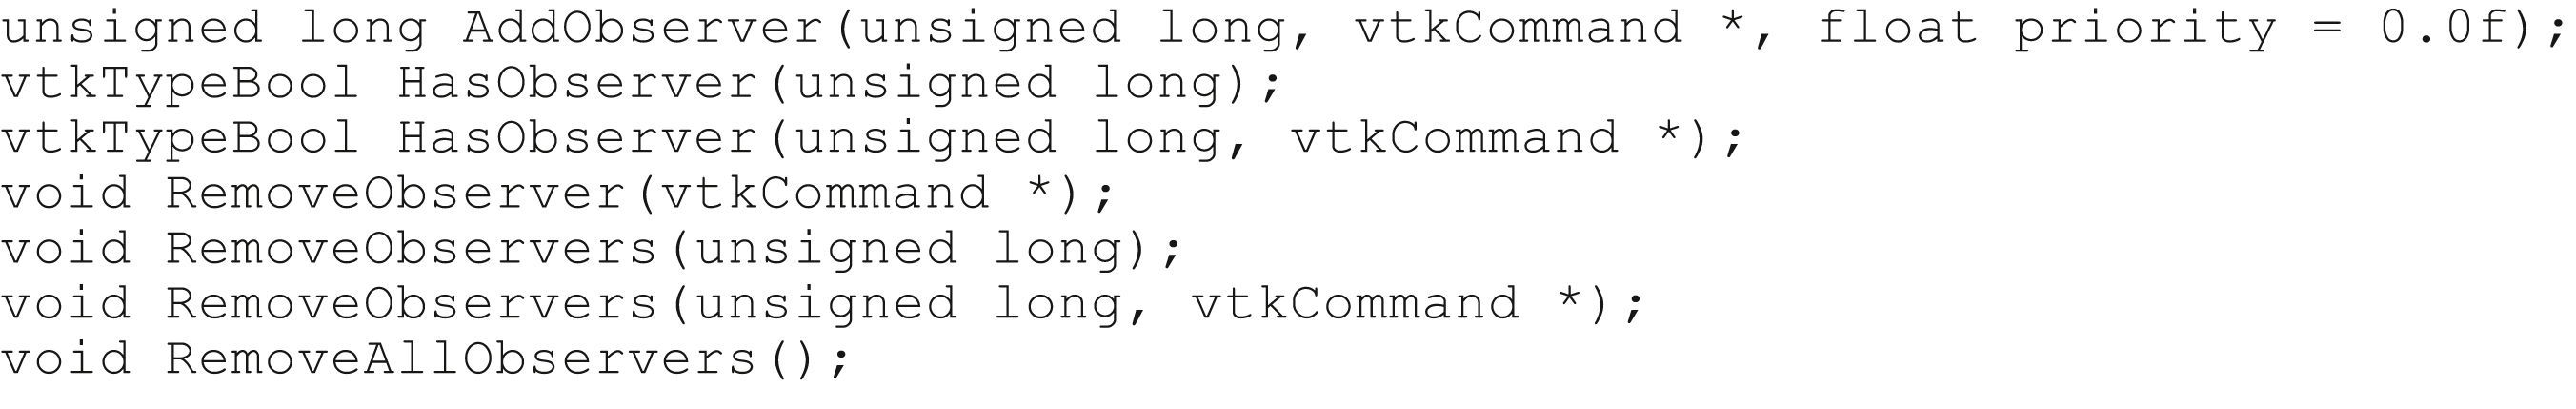 unsigned long AddObserver(unsigned long, vtkCommand *, float priority = 0.0f);
vtkTypeBool HasObserver(unsigned long);
vtkTypeBool HasObserver(unsigned long, vtkCommand *);
void RemoveObserver(vtkCommand *);
void RemoveObservers(unsigned long);
void RemoveObservers(unsigned long, vtkCommand *);
void RemoveAllObservers();